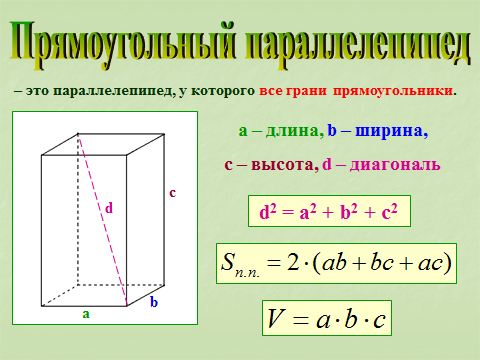 Прямоугольный параллелепипед
– это параллелепипед, у которого все грани прямоугольники.
a – длина, b – ширина,
c – высота, d – диагональ
d² = a² + b² + c²
Sп.п. = 2·(ab + bc + ac)
V = a·b·c
d
c
b
a